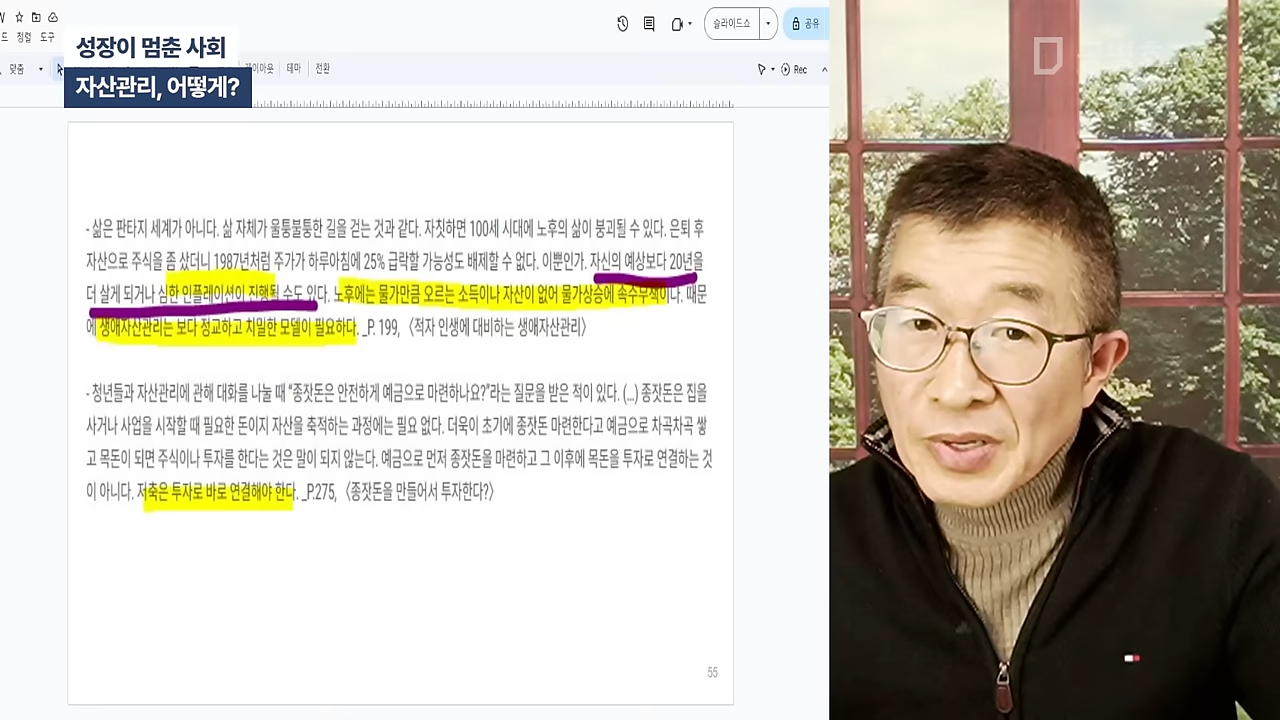 정렬 도구
슬라이드쇼
공유
성장이 멈춘 사회
맞춤
테마
전환
Rec
자산관리, 어떻게?
- 삶은 판타지 세계가 아니다. 삶 자체가 울퉁불퉁한 길을 걷는 것과 같다. 자칫하면 100세 시대에 노후의 삶이 붕괴될 수 있다. 은퇴 후
자산으로 주식을 좀 샀더니 1987년처럼 주가가 하루아침에 25% 급락할 가능성도 배제할 수 없다. 이뿐인가. 자신의 예상보다 20년을
더 살게 되거나 심한 인플레이션이 진행될 수도 있다. 노후에는 물가만큼 오르는 소득이나 자산이 없어 물가상승에 속수무책이다. 때문
에 생애자산관리는 보다 정교하고 치밀한 모델이 필요하다. _P. 199, 〈적자 인생에 대비하는 생애자산관리〉
- 청년들과 자산관리에 관해 대화를 나눌 때 “종잣돈은 안전하게 예금으로 마련하나요?”라는 질문을 받은 적이 있다. (...) 종잣돈은 집을
사거나 사업을 시작할 때 필요한 돈이지 자산을 축적하는 과정에는 필요 없다. 더욱이 초기에 종잣돈 마련한다고 예금으로 차곡차곡 쌓
고 목돈이 되면 주식이나 투자를 한다는 것은 말이 되지 않는다. 예금으로 먼저 종잣돈을 마련하고 그 이후에 목돈을 투자로 연결하는 것
이 아니다. 저축은 투자로 바로 연결해야 한다. _P.275, 〈종잣돈을 만들어서 투자한다?〉
55